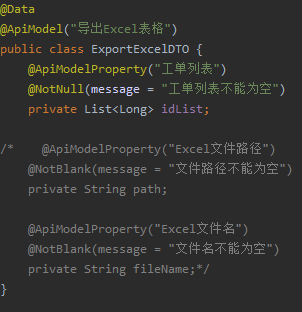 @Data
@ApiModel("导出Excel表格")
public class ExportExcelDTO {
    @ApiModelProperty("工单列表")
    @NotNull(message = "工单列表不能为空")
    private List<Long> idList;

/*    @ApiModelProperty("Excel文件路径")
    @NotBlank(message = "文件路径不能为空")
    private String path;

    @ApiModelProperty("Excel文件名")
    @NotBlank(message = "文件名不能为空")
    private String fileName;*/
}